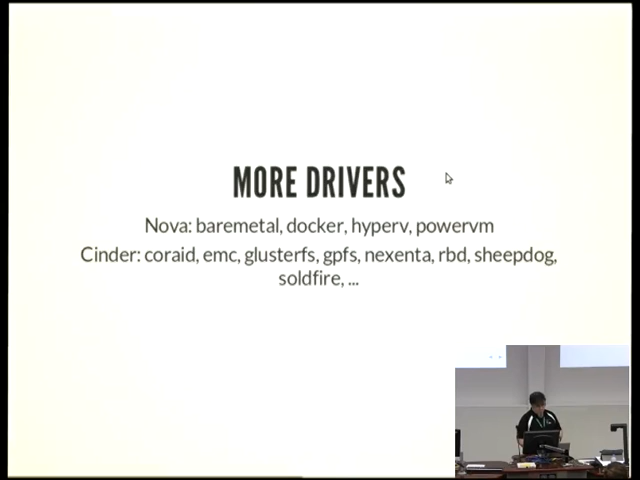 MORE DRIVERS
Nova: baremetal, docker, hyperv, powervm
Cinder: coraid, emc, glusterfs, gpfs, nexenta, rbd, sheepdog,
soldfire, ...